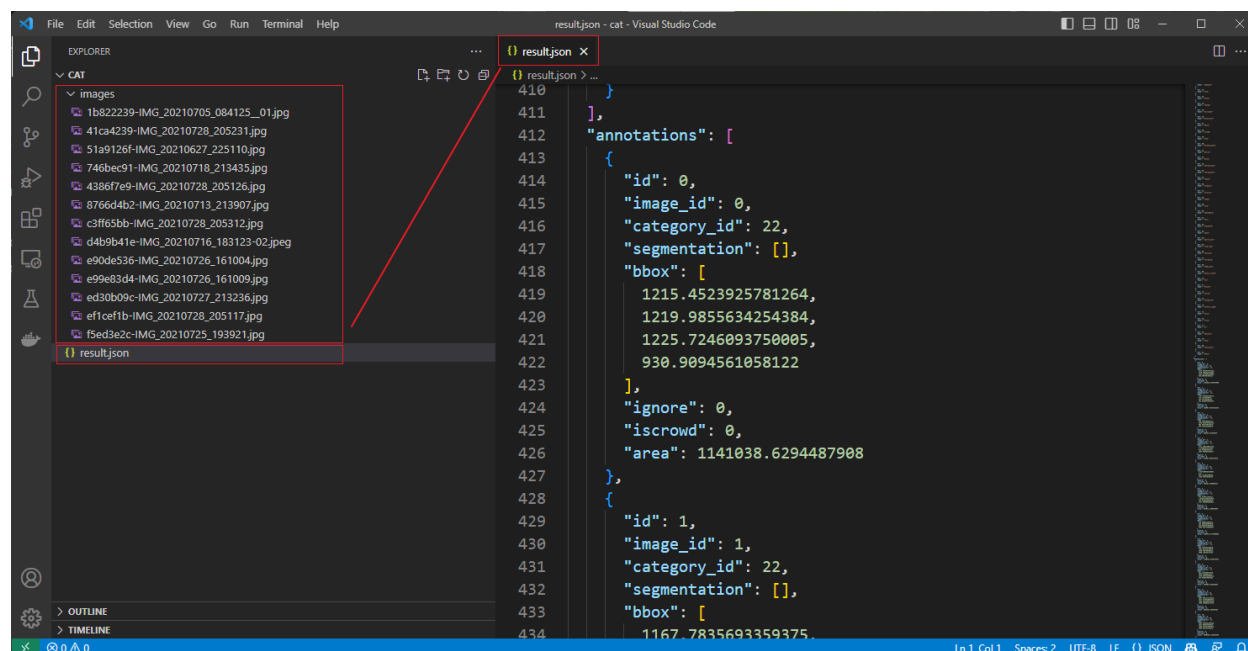 File Edit Selection View Go Run Terminal Help
result.json - cat - Visual Studio Code
EXPLORER
CAT
images
1b822239-IMG_20210705_084125__01.jpg
41ca4239-IMG_20210728_205231.jpg
51a9126f-IMG_20210627_225110.jpg
746bec91-IMG_20210718_213435.jpg
4386f7e9-IMG_20210728_205126.jpg
8766d4b2-IMG_20210713_213907.jpg
c3ff65bb-IMG_20210728_205312.jpg
d4b9b41e-IMG_20210716_183123-02.jpeg
e90de536-IMG_20210726_161004.jpg
e99e83d4-IMG_20210726_161009.jpg
ed30b09c-IMG_20210727_213236.jpg
ef1cef1b-IMG_20210728_205117.jpg
f5ed3e2c-IMG_20210725_193921.jpg
{} result.json
OUTLINE
TIMELINE
{} result.json
{} result.json > ...
410 }
411 ],
412 "annotations": [
413 {
414 "id": 0,
415 "image_id": 0,
416 "category_id": 22,
417 "segmentation": [],
418 "bbox": [
419 1215.4523925781264,
420 1219.9855634254384,
421 1225.7246093750005,
422 930.9094561058122
423 ],
424 "ignore": 0,
425 "iscrowd": 0,
426 "area": 1141038.6294487908
427 },
428 {
429 "id": 1,
430 "image_id": 1,
431 "category_id": 22,
432 "segmentation": [],
433 "bbox": [
434 1167.7835693359375,
0 0
Ln 1, Col 1 Spaces: 2 UTF-8 LF {} JSON